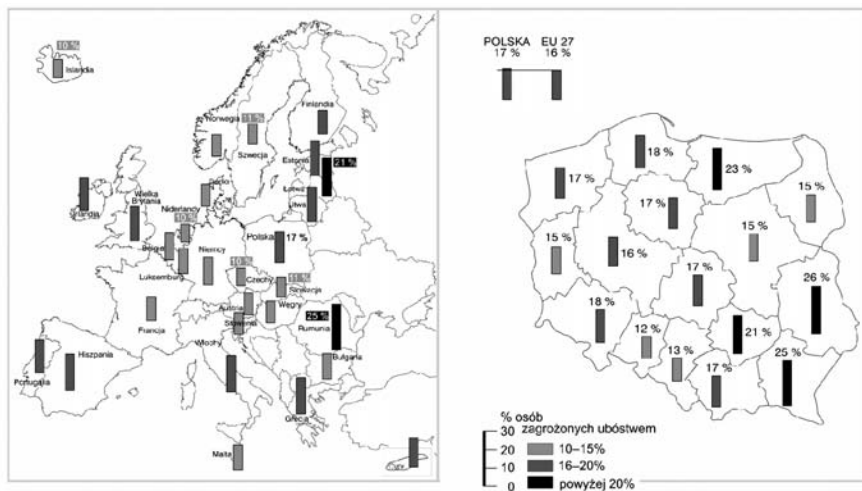 10 %
Islandia
Norwegia
11 %
Szwecja
Finlandia
Estonia
21 %
Łotwa
Litwa
Dania
Irlandia
Wielka
Brytania
Niderlandy
10 %
Belgia
Niemcy
Polska
17 %
Luksemburg
10 %
Czechy
11 %
Słowacja
Austria
Węgry
Słowenia
25 %
Rumunia
Francja
Włochy
Bułgaria
Portugalia
Hiszpania
Grecja
Malta
Cypr
POLSKA
17 %
EU 27
16 %
18 %
23 %
17 %
15 %
17 %
15 %
15 %
16 %
17 %
26 %
18 %
21 %
12 %
13 %
17 %
25 %
% osób
zagrożonych ubóstwem
30
20
10
0
10–15%
16–20%
powyżej 20%